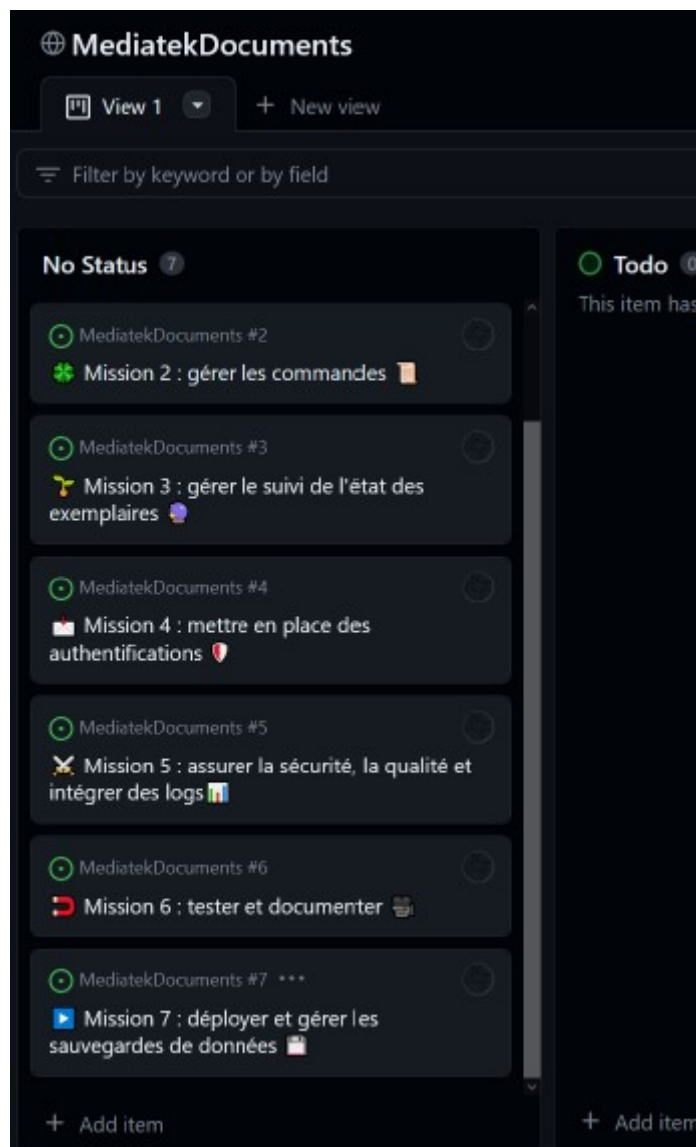 MediatekDocuments
View 1
+ New view
Filter by keyword or by field
No Status 7
Todo 0
This item has
MediatekDocuments #2
Mission 2 : gérer les commandes
MediatekDocuments #3
Mission 3 : gérer le suivi de l'état des
exemplaires
MediatekDocuments #4
Mission 4 : mettre en place des
authentifications
MediatekDocuments #5
Mission 5 : assurer la sécurité, la qualité et
intégrer des logs
MediatekDocuments #6
Mission 6 : tester et documenter
MediatekDocuments #7 ...
Mission 7 : déployer et gérer les
sauvegardes de données
+ Add item
+ Add item